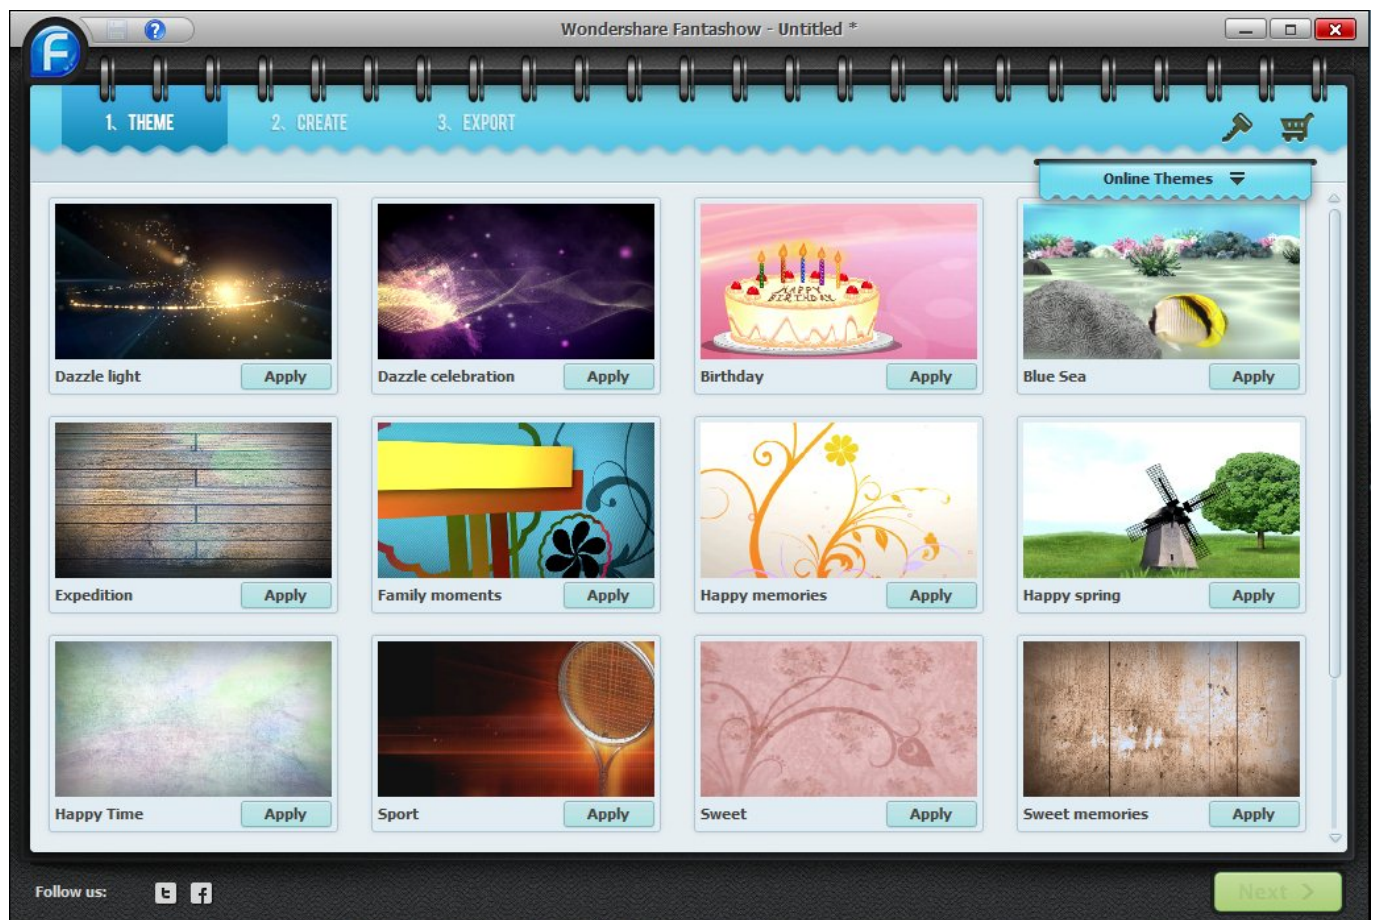 Wondershare Fantashow - Untitled *
1、THEME
2、CREATE
3、EXPORT
Online Themes
HAPPY
BIRTHDAY
Dazzle light
Apply
Dazzle celebration
Apply
Birthday
Apply
Blue Sea
Apply
Expedition
Apply
Family moments
Apply
Happy memories
Apply
Happy spring
Apply
Happy Time
Apply
Sport
Apply
Sweet
Apply
Sweet memories
Apply
Follow us:
Next >